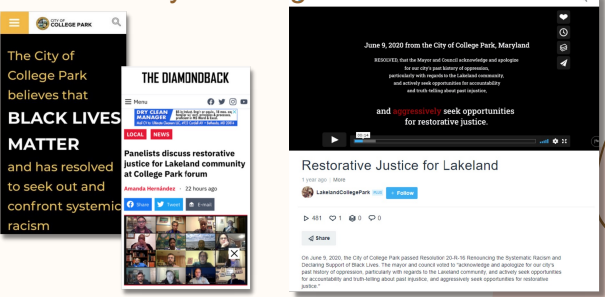 CITY OF
COLLEGE PARK
The City of
College Park
believes that
BLACK LIVES
MATTER
and has resolved
to seek out and
confront systemic
racism
THE DIAMONDBACK
Menu
DRY CLEAN
MANAGER
LOCAL NEWS
Panelists discuss restorative
justice for Lakeland community
at College Park forum
Amanda Hernández · 22 hours ago
Share Tweet E-mail
June 9, 2020 from the City of College Park, Maryland
RESOLVED, that the Mayor and Council acknowledge and apologize
for our city's past history of oppression,
particularly with regards to the Lakeland community,
and actively seek opportunities for accountability
and truth-telling about past injustice,
and aggressively seek opportunities
for restorative justice.
00:14
Restorative Justice for Lakeland
1 year ago More
LakelandCollegePark PLUS + Follow
481 1 0 0
Share
On June 9, 2020, the City of College Park passed Resolution 20-R-16 Renouncing the Systematic Racism and
Declaring Support of Black Lives. The mayor and council voted to "acknowledge and apologize for our city's
past history of oppression, particularly with regards to the Lakeland community, and actively seek opportunities
for accountability and truth-telling about past injustice, and aggressively seek opportunities for restorative
justice."